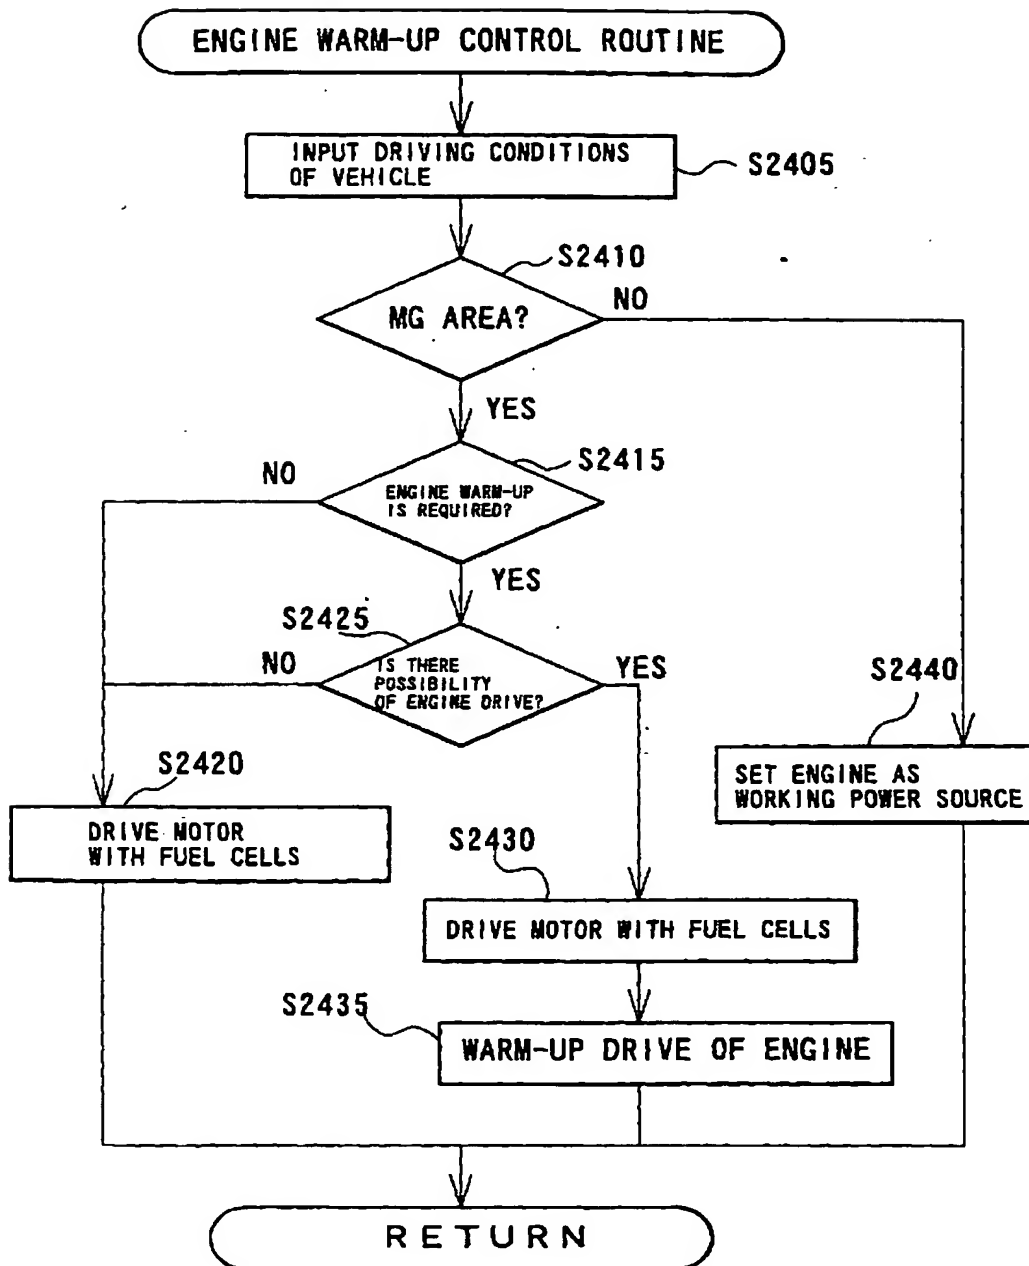 ENGINE WARM-UP CONTROL ROUTINE
INPUT DRIVING CONDITIONS
OF VEHICLE
S2405
S2410
MG AREA?
NO
YES
S2415
NO
ENGINE WARM-UP
IS REQUIRED?
YES
S2425
NO
IS THERE
POSSIBILITY
OF ENGINE DRIVE?
YES
S2440
SET ENGINE AS
WORKING POWER SOURCE
S2420
DRIVE MOTOR
WITH FUEL CELLS
S2430
DRIVE MOTOR WITH FUEL CELLS
S2435
WARM-UP DRIVE OF ENGINE
RETURN